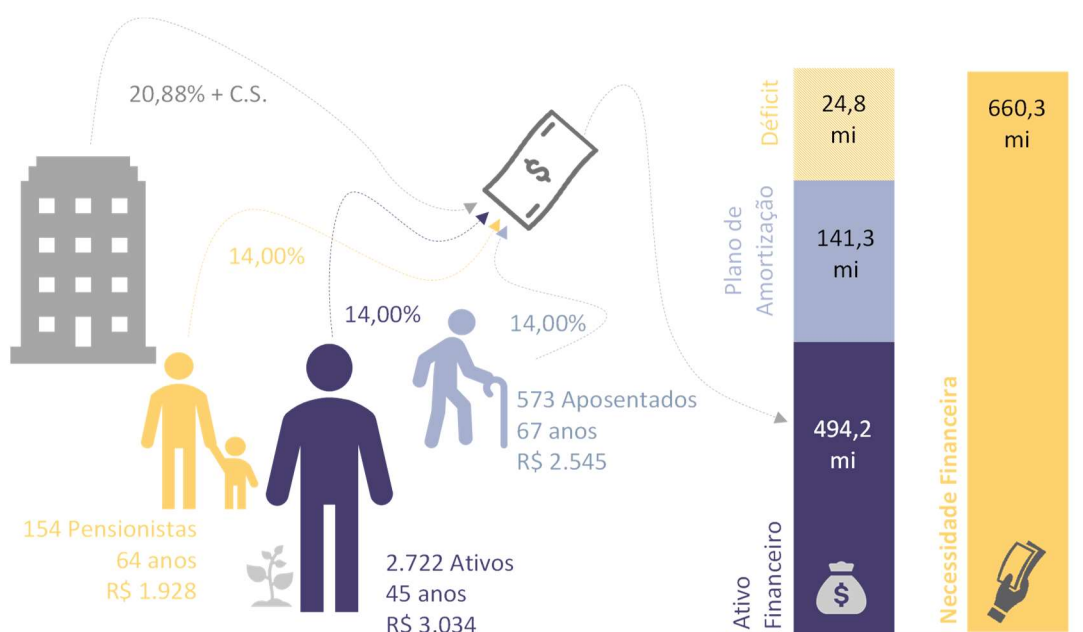 20,88% + C.S.
$
14,00%
14,00%
14,00%
573 Aposentados
67 anos
R$ 2.545
154 Pensionistas
64 anos
R$ 1.928
2.722 Ativos
45 anos
R$ 3.034
Déficit
24,8
mi
Plano de
Amortização
141,3
mi
Ativo
Financeiro
494,2
mi
$
Necessidade Financeira
660,3
mi